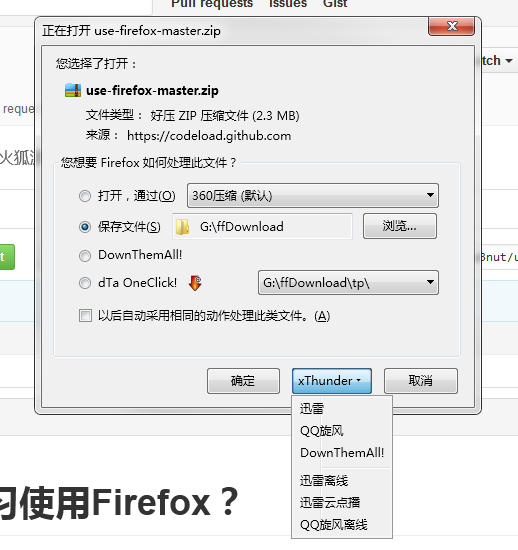 Pull requests Issues Gist
正在打开 use-firefox-master.zip
您选择了打开：
use-firefox-master.zip
文件类型： 好压 ZIP 压缩文件 (2.3 MB)
来源： https://codeload.github.com
您想要 Firefox 如何处理此文件？
打开，通过(O) 360压缩 (默认)
保存文件(S) G:\ffDownload 浏览...
DownThemAll!
dTa OneClick! G:\ffDownload\tp\
以后自动采用相同的动作处理此类文件。(A)
确定 xThunder 取消
迅雷
QQ旋风
DownThemAll!
迅雷离线
迅雷云点播
QQ旋风离线
tch
reque
火狐
t
3nut/u
习使用Firefox？